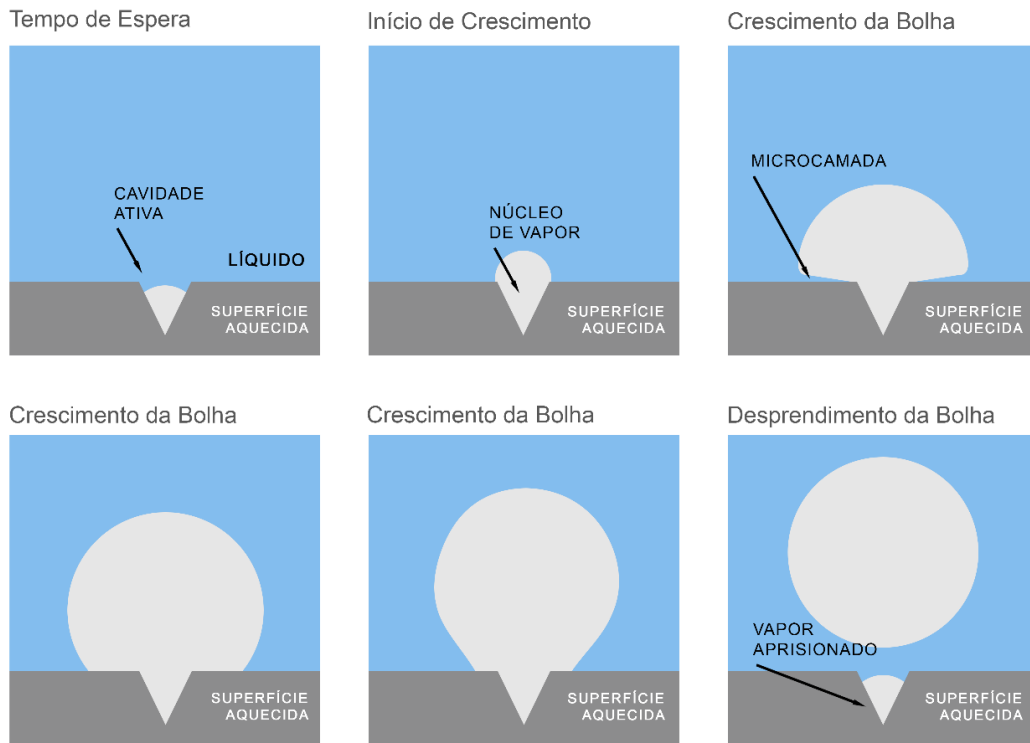 Tempo de Espera
CAVIDADE
ATIVA
LÍQUIDO
SUPERFÍCIE
AQUECIDA
Início de Crescimento
NÚCLEO
DE VAPOR
SUPERFÍCIE
AQUECIDA
Crescimento da Bolha
MICROCAMADA
SUPERFÍCIE
AQUECIDA
Crescimento da Bolha
SUPERFÍCIE
AQUECIDA
Crescimento da Bolha
SUPERFÍCIE
AQUECIDA
Desprendimento da Bolha
VAPOR
APRISIONADO
SUPERFÍCIE
AQUECIDA